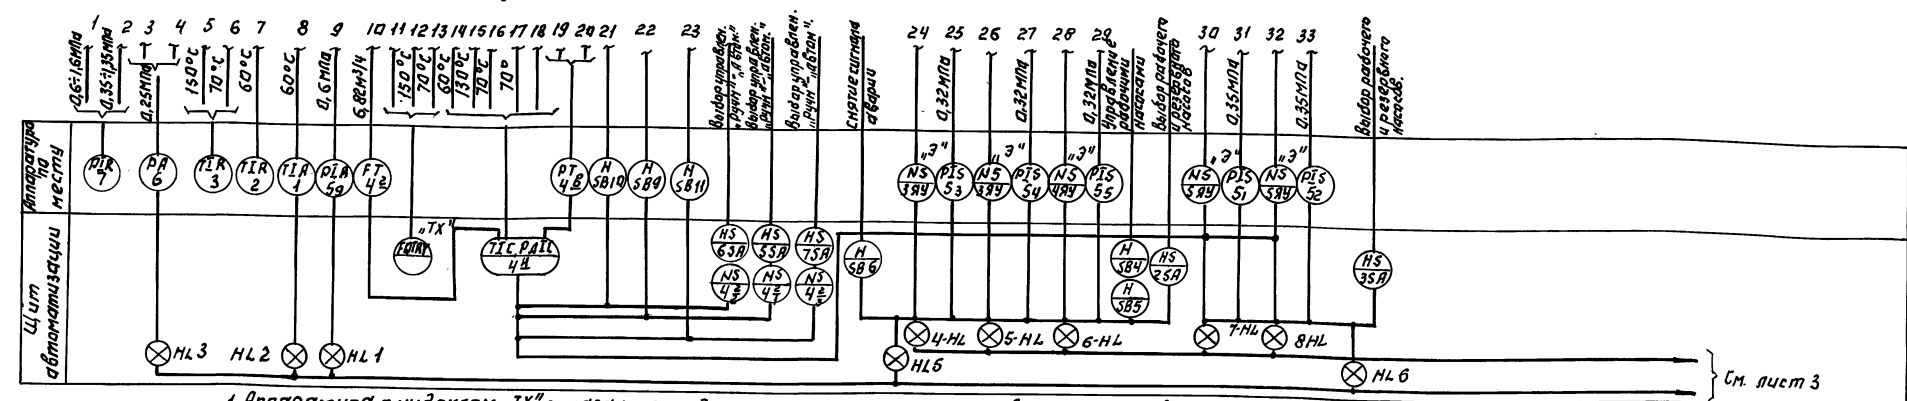 1 2 3 4 5 6 7 8 9 10 11 12 13 14 15 16 17 18 19 20 21 22 23 24 25 26 27 28 29 30 31 32 33
0,6÷1,6МПа
0,35÷1,35МПа
0,25МПа
150°С
70°С
60°С
60°С
0,6МПа
6,82м3/ч
150°С
70°С
60°С
130°С
70°С
70°
выбор управлен.
"ручн"-"автом."
выбор управлен.
"ручн"-"автом."
выбор управлен.
"ручн"-"автом".
снятие сигнала
аварии
0,32МПа
0,32МПа
0,32МПа
управление
рабочими
насосами
выбор рабочего
и резервного
насосов
0,35МПа
0,35МПа
выбор рабочего
и резервного
насосов.
Аппаратура
по
месту
PIR
7
PA
6
TIR
3
TIR
2
TIA
1
PIA
5g
FT
4
PT
4
H
SB10
H
SB9
H
SB11
"Э" "Э" "Э" "Э"
NS
3ЯУ
PIS
53
NS
3ЯУ
PIS
54
NS
4ЯУ
PIS
55
NS
5ЯУ
PIS
51
NS
5ЯУ
PIS
52
Щит
автоматизации
"ТХ"
TIC, PДIC
4
HS
6SA
HS
5SA
HS
7SA
NS
4
NS
4
NS
4
H
SB6
H
SB4
H
SB5
HS
2SA
HS
3SA
HL3
HL2
HL1
HL5
4-HL
5-HL
6-HL
7-HL
8HL
HL6
См. лист 3